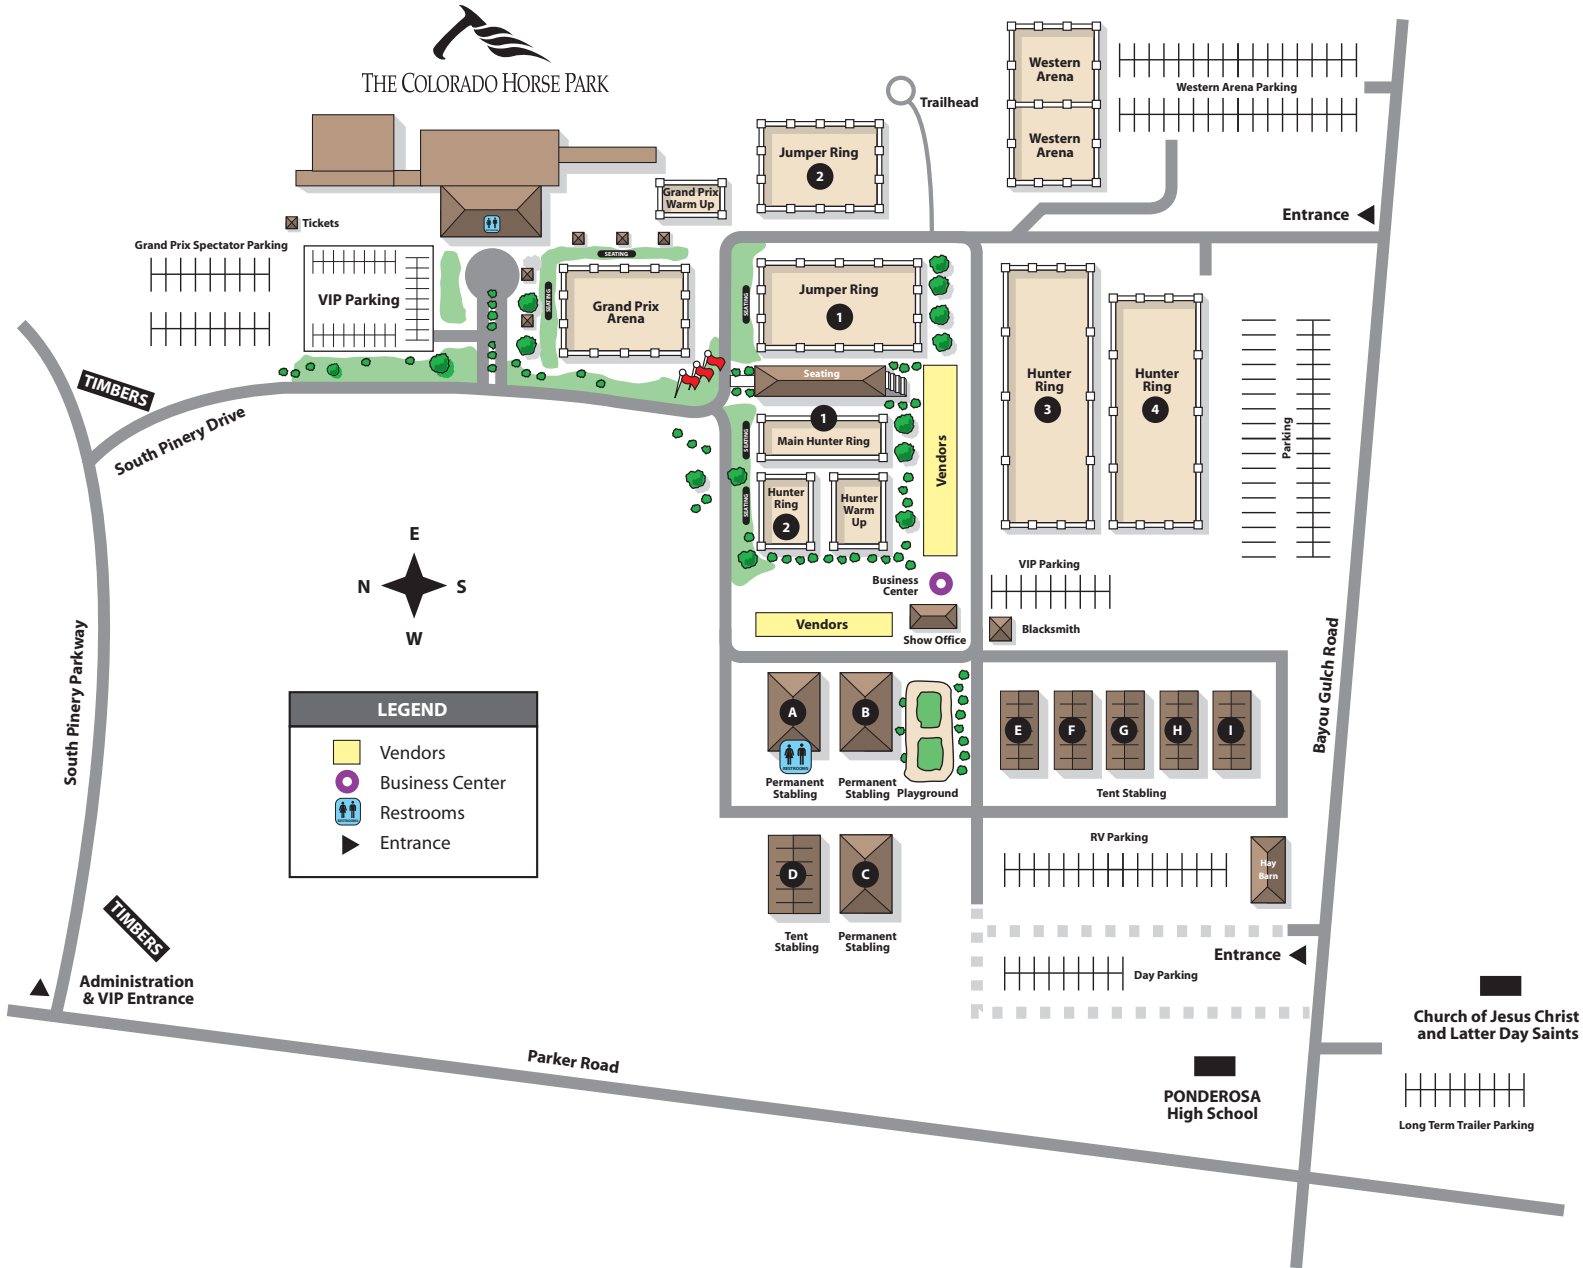 THE COLORADO HORSE PARK
Western
Arena
Western Arena Parking
Western
Arena
Trailhead
Jumper Ring
2
Grand Prix
Warm Up
Entrance
Tickets
Grand Prix Spectator Parking
VIP Parking
SEATING
SEATING
Grand Prix
Arena
SEATING
Jumper Ring
1
Seating
1
Main Hunter Ring
SEATING
Hunter
Ring
2
SEATING
Hunter
Warm
Up
Vendors
Hunter
Ring
3
Hunter
Ring
4
Parking
TIMBERS
South Pinery Drive
E
N
S
W
Business
Center
VIP Parking
Vendors
Show Office
Blacksmith
South Pinery Parkway
Bayou Gulch Road
LEGEND
Vendors
Business Center
RESTROOMS
Restrooms
Entrance
A
B
RESTROOMS
Permanent
Stabling
Permanent
Stabling
Playground
E
F
G
H
I
Tent Stabling
RV Parking
Hay
Barn
D
C
Tent
Stabling
Permanent
Stabling
Entrance
Day Parking
TIMBERS
Administration
& VIP Entrance
Parker Road
Church of Jesus Christ
and Latter Day Saints
PONDEROSA
High School
Long Term Trailer Parking